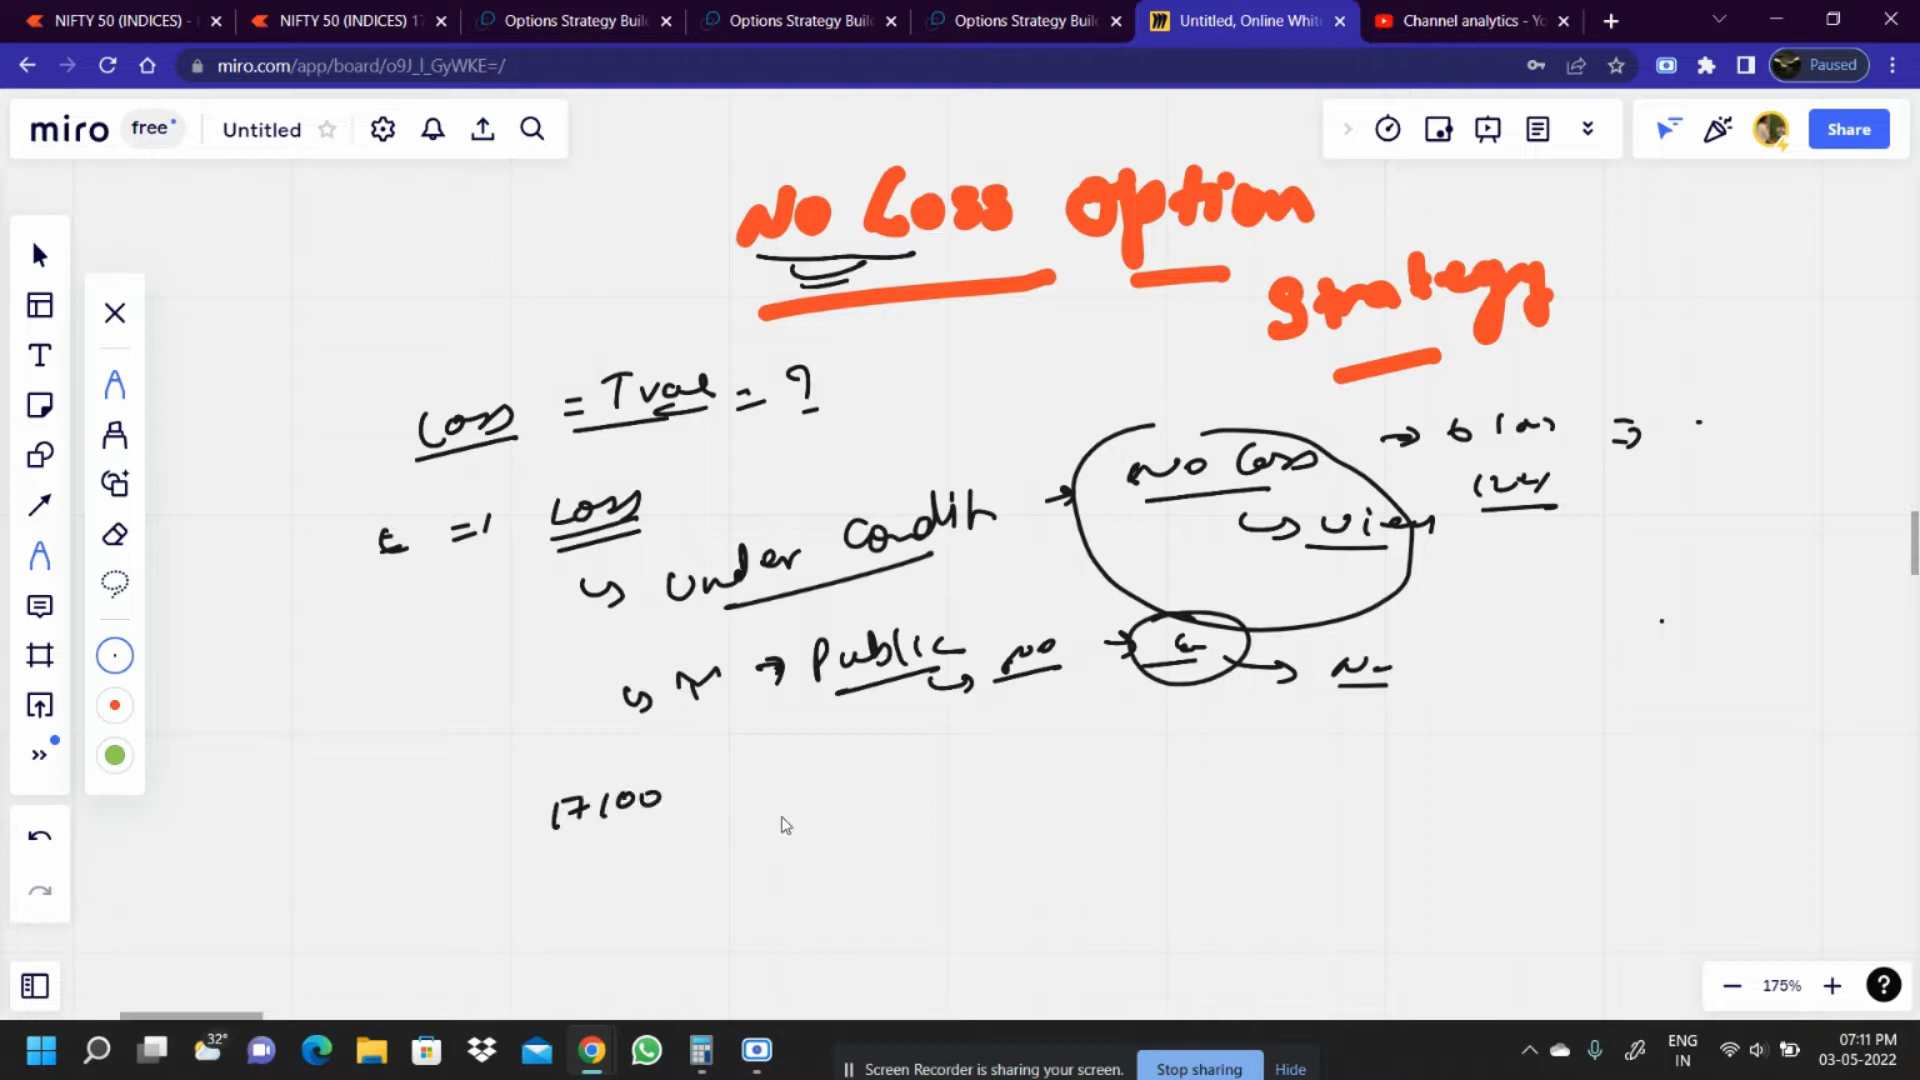 NIFTY 50 (INDICES) -
NIFTY 50 (INDICES) 17
Options Strategy Buil
Options Strategy Buil
Options Strategy Buil
Untitled, Online Whit
Channel analytics - Yo
miro.com/app/board/o9J_l_GyWKE=/
Paused
miro
free
Untitled
Share
No Loss Option
Strategy
Loss = Tval = ?
No Loss → bias ⇒
Loss
↳ view
↳ Under Condit →
→ Public ↳ no →
17100
175%
32°
Screen Recorder is sharing your screen.
Stop sharing
Hide
ENG
IN
07:11 PM
03-05-2022